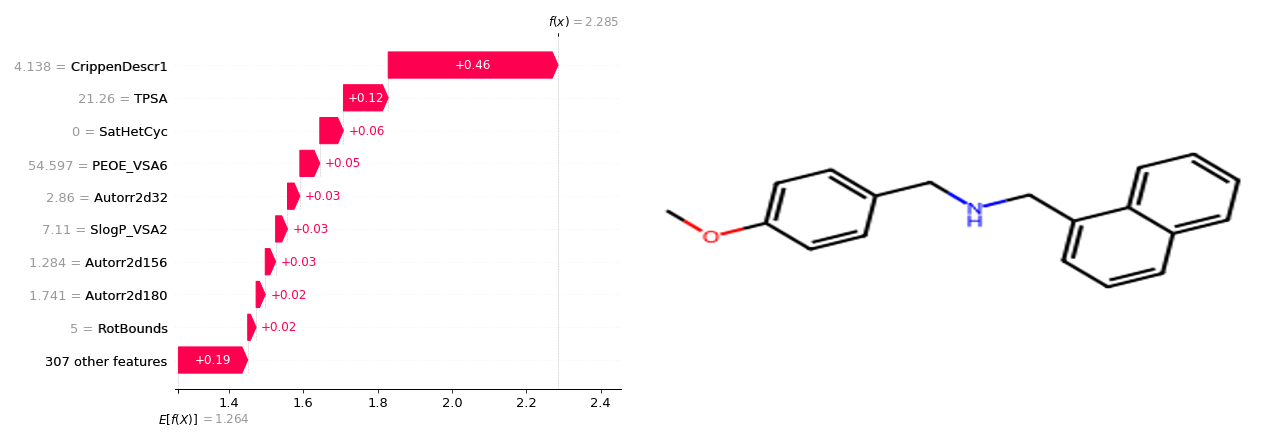 f(x) = 2.285
4.138 = CrippenDescr1 +0.46
21.26 = TPSA +0.12
0 = SatHetCyc +0.06
54.597 = PEOE_VSA6 +0.05
2.86 = Autorr2d32 +0.03
7.11 = SlogP_VSA2 +0.03
1.284 = Autorr2d156 +0.03
1.741 = Autorr2d180 +0.02
5 = RotBounds +0.02
307 other features +0.19
1.4 1.6 1.8 2.0 2.2 2.4
E[f(X)] = 1.264
O
N
H